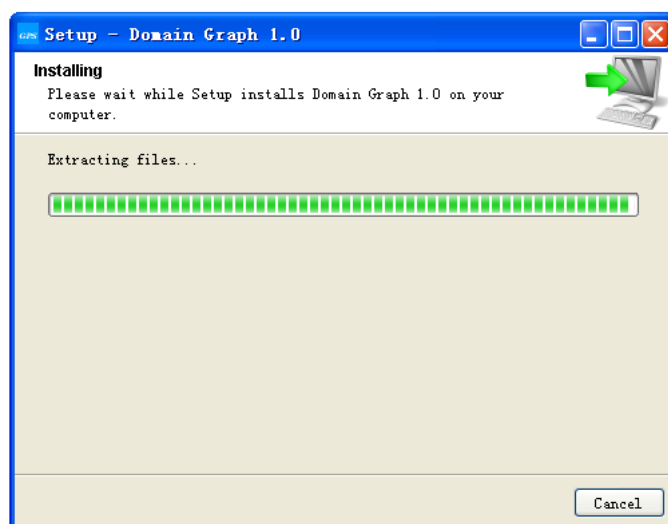 GPS Setup - Domain Graph 1.0
Installing
Please wait while Setup installs Domain Graph 1.0 on your
computer.
Extracting files...
Cancel